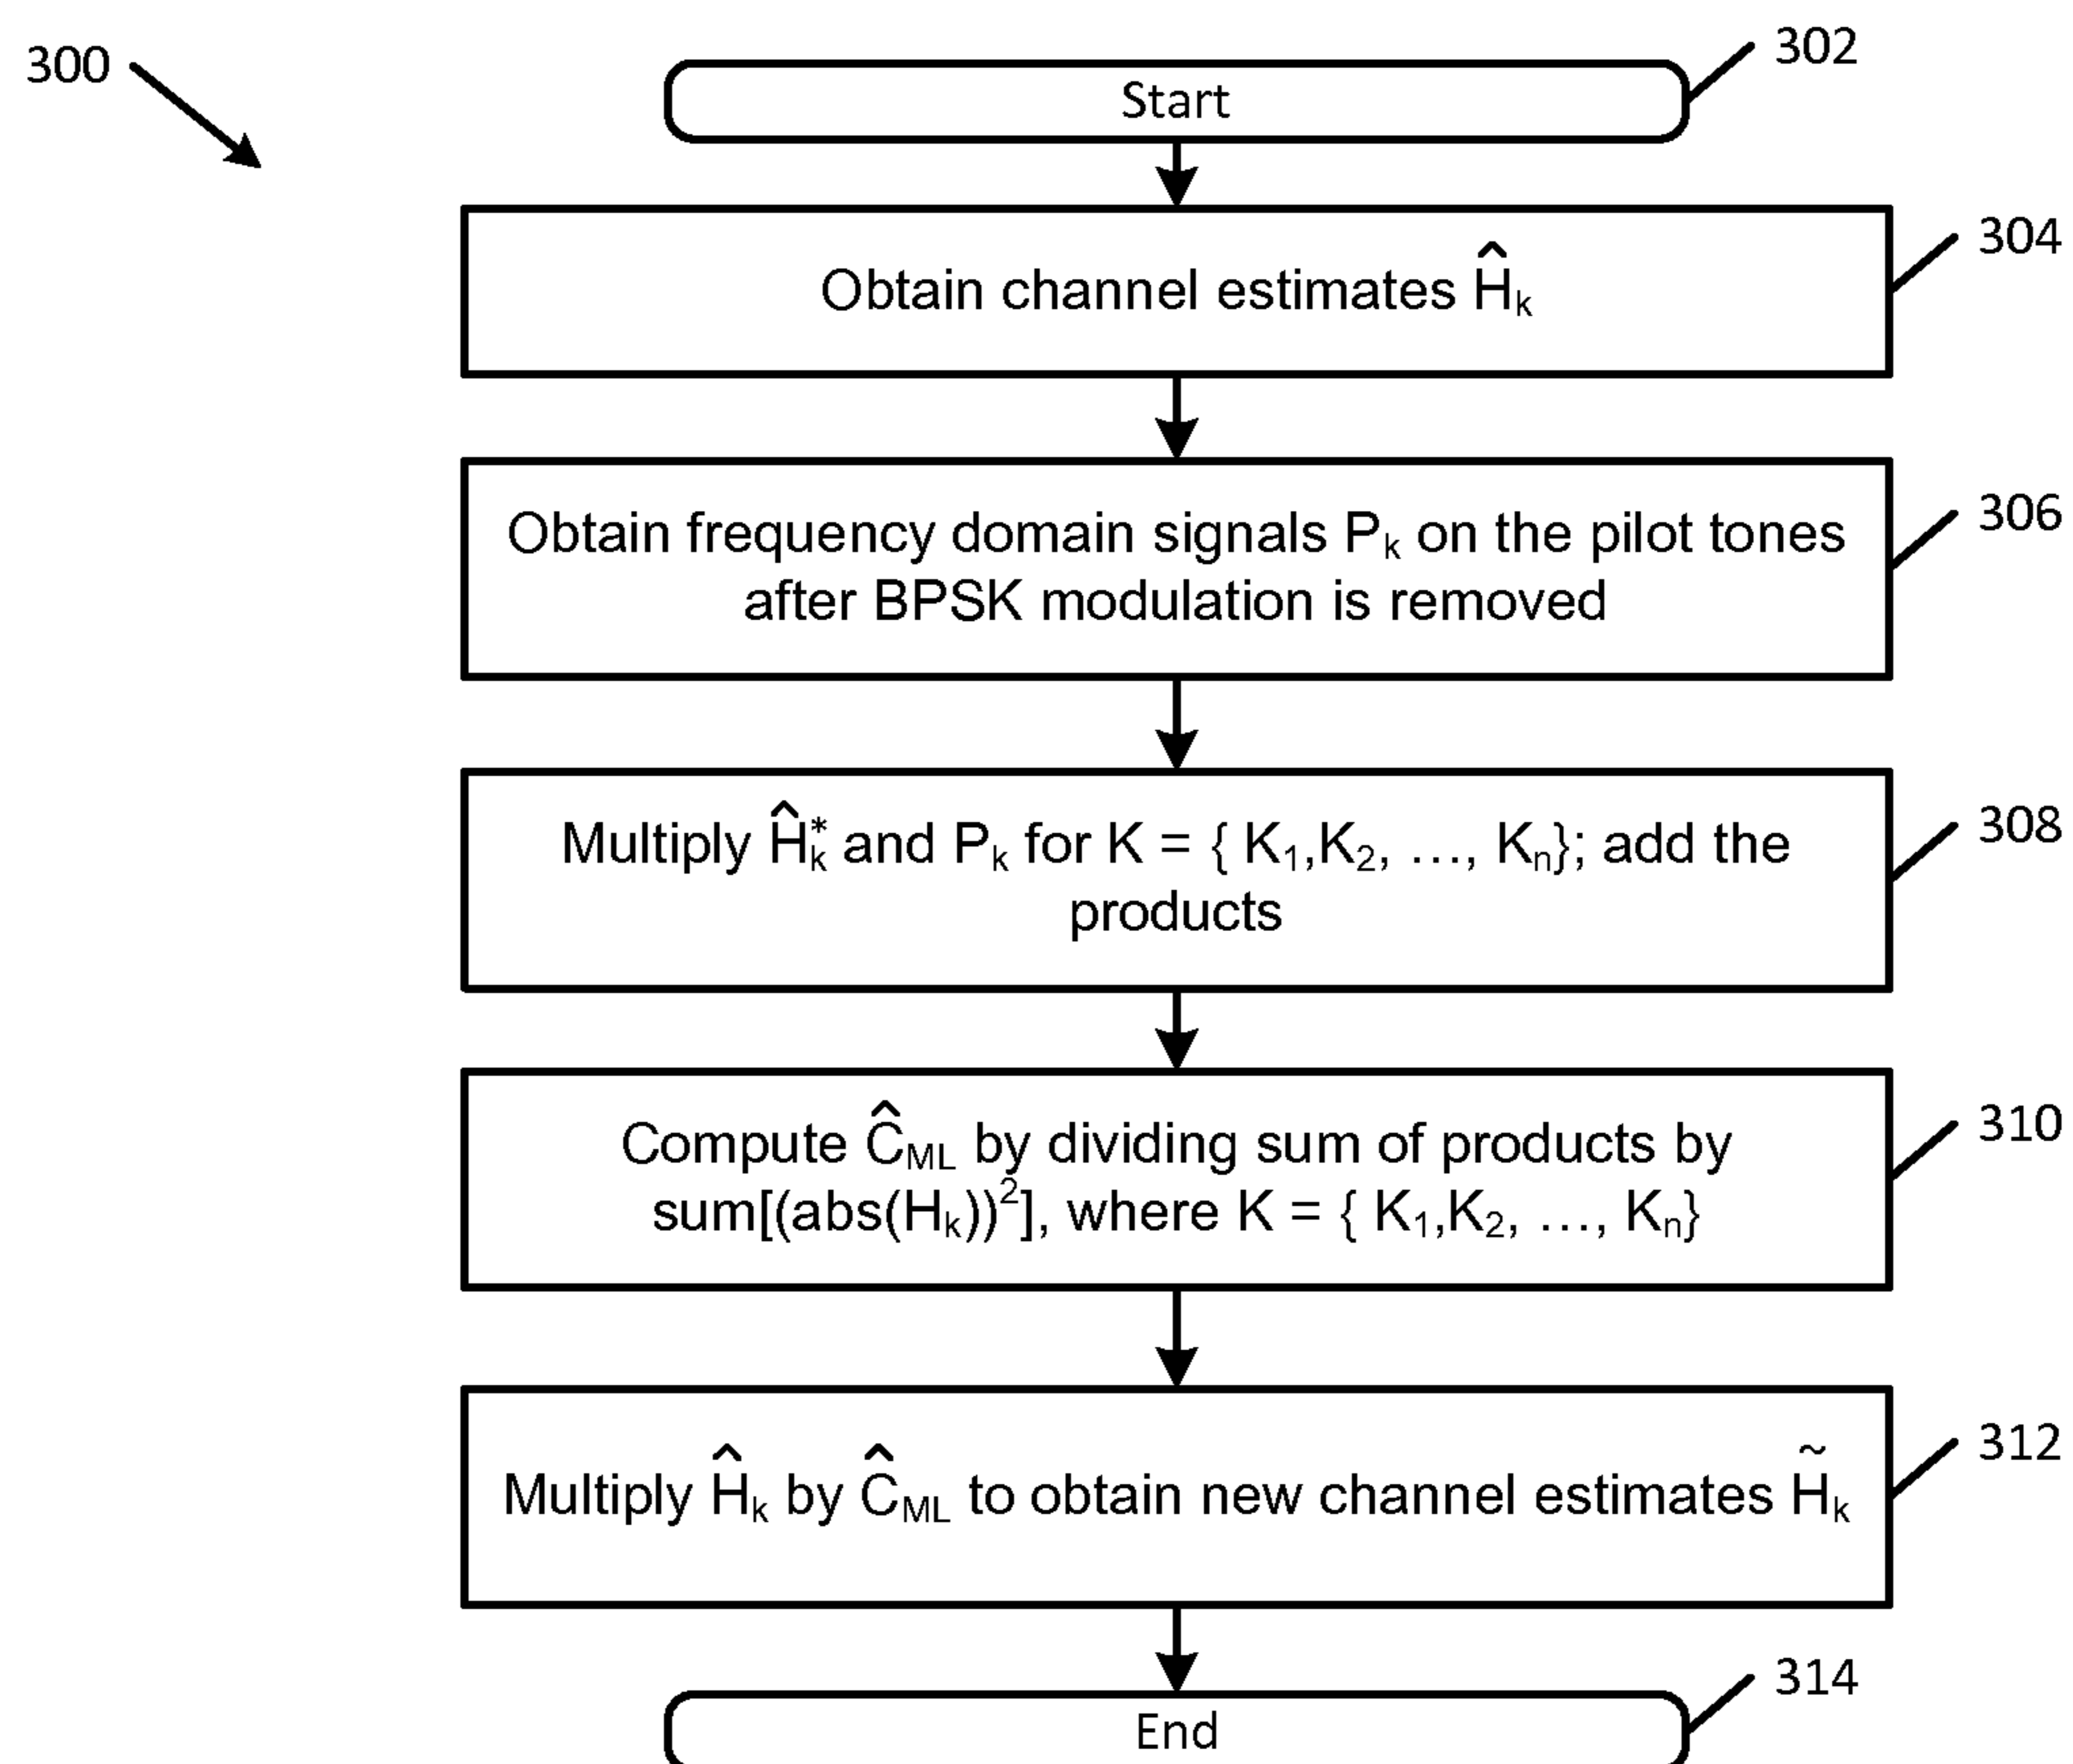 300
302
Start
304
Obtain channel estimates Ĥₖ
306
Obtain frequency domain signals Pₖ on the pilot tones
after BPSK modulation is removed
308
Multiply Ĥₖ* and Pₖ for K = { K₁,K₂, ..., Kₙ}; add the
products
310
Compute Ĉ_ML by dividing sum of products by
sum[(abs(Hₖ))²], where K = { K₁,K₂, ..., Kₙ}
312
Multiply Ĥₖ by Ĉ_ML to obtain new channel estimates H̃ₖ
314
End